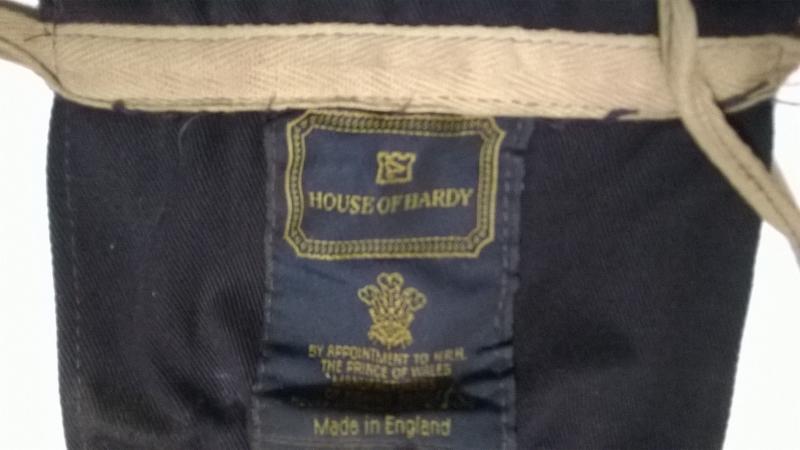 HOUSE OF HARDY
BY APPOINTMENT TO H.R.H.
THE PRINCE OF WALES
Made in England